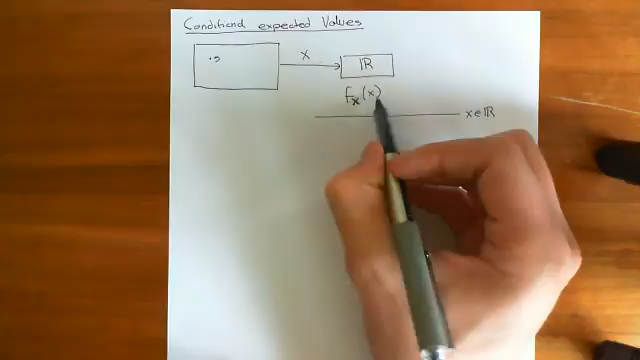 Conditional expected Values
.s X ℝ
f_X(x)
x∈ℝ